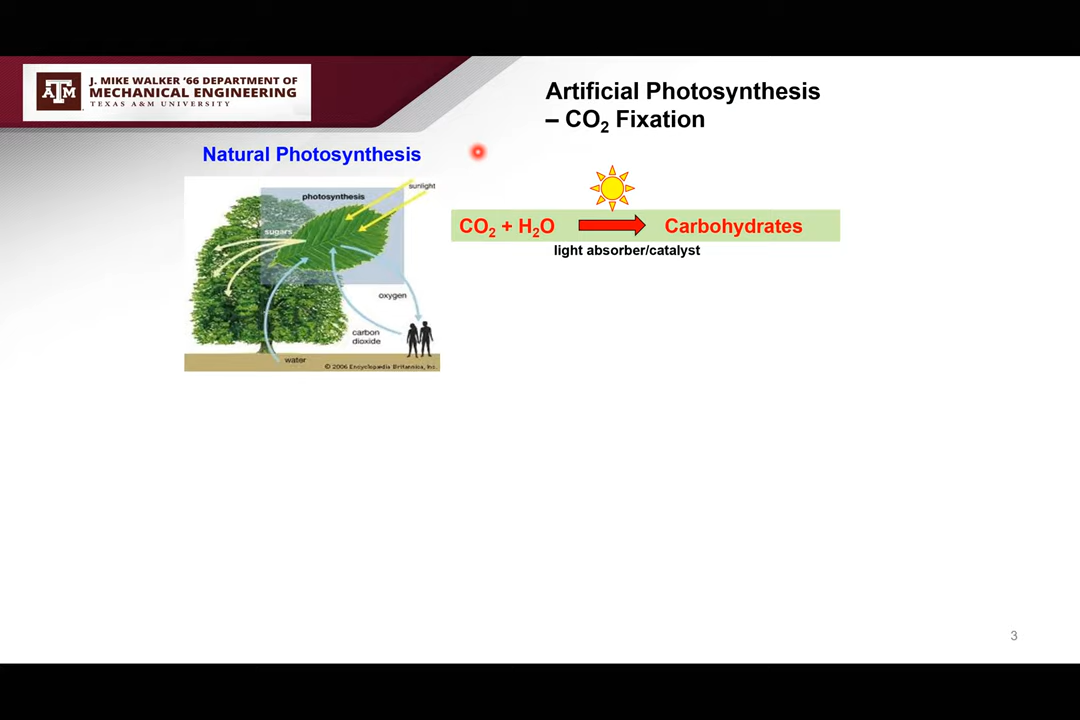 J. MIKE WALKER '66 DEPARTMENT OF
MECHANICAL ENGINEERING
TEXAS A&M UNIVERSITY
ATM
Artificial Photosynthesis
– CO₂ Fixation
Natural Photosynthesis
sunlight
photosynthesis
sugars
oxygen
carbon
dioxide
water
© 2006 Encyclopædia Britannica, Inc.
CO₂ + H₂O
Carbohydrates
light absorber/catalyst
3